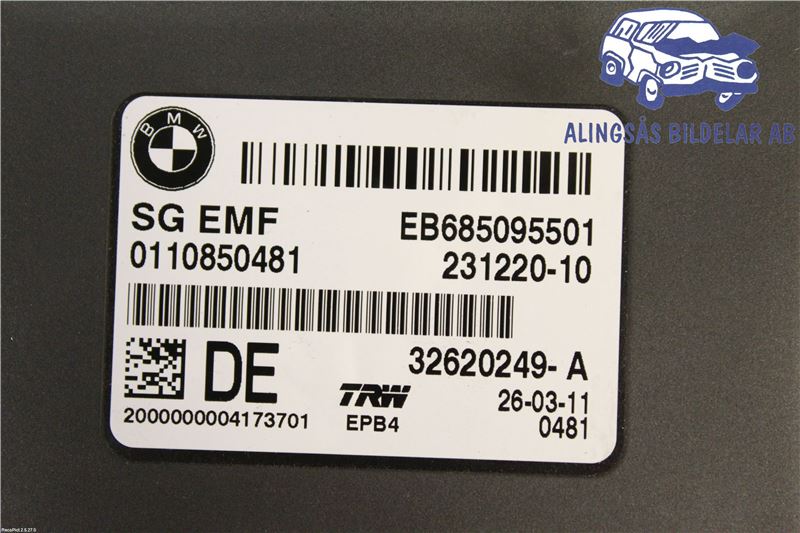 ALINGSÅS BILDELAR AB
BMW
SG EMF
EB685095501
0110850481
231220-10
DE
32620249-A
TRW
26-03-11
2000000004173701
EPB4
0481